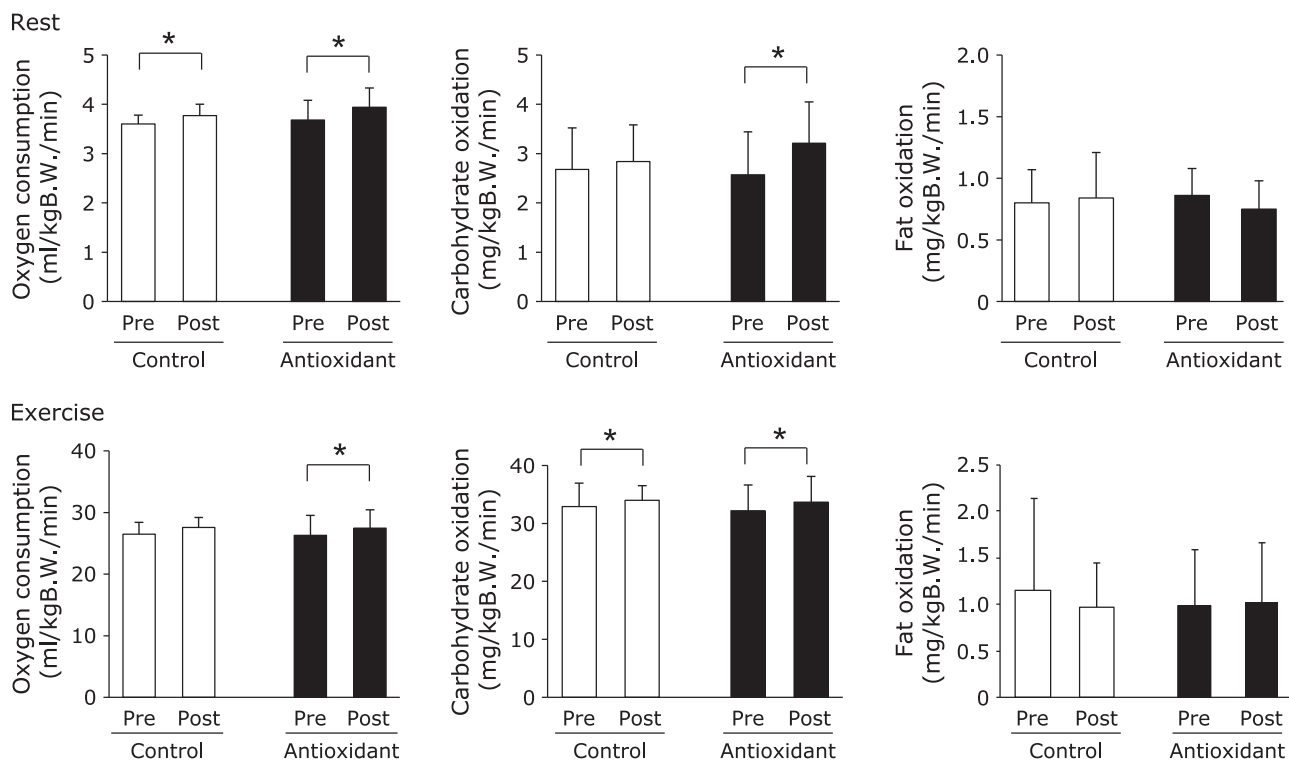 Rest
Oxygen consumption
(ml/kgB.W./min)
5
4
3
2
1
0
*
*
Pre
Post
Pre
Post
Control
Antioxidant
Carbohydrate oxidation
(mg/kgB.W./min)
5
4
3
2
1
0
*
Pre
Post
Pre
Post
Control
Antioxidant
Fat oxidation
(mg/kgB.W./min)
2.0
1.5
1.0
0.5
0
Pre
Post
Pre
Post
Control
Antioxidant
Exercise
Oxygen consumption
(ml/kgB.W./min)
40
30
20
10
0
*
Pre
Post
Pre
Post
Control
Antioxidant
Carbohydrate oxidation
(mg/kgB.W./min)
40
30
20
10
0
*
*
Pre
Post
Pre
Post
Control
Antioxidant
Fat oxidation
(mg/kgB.W./min)
2.5
2.0
1.5
1.0
0.5
0
Pre
Post
Pre
Post
Control
Antioxidant